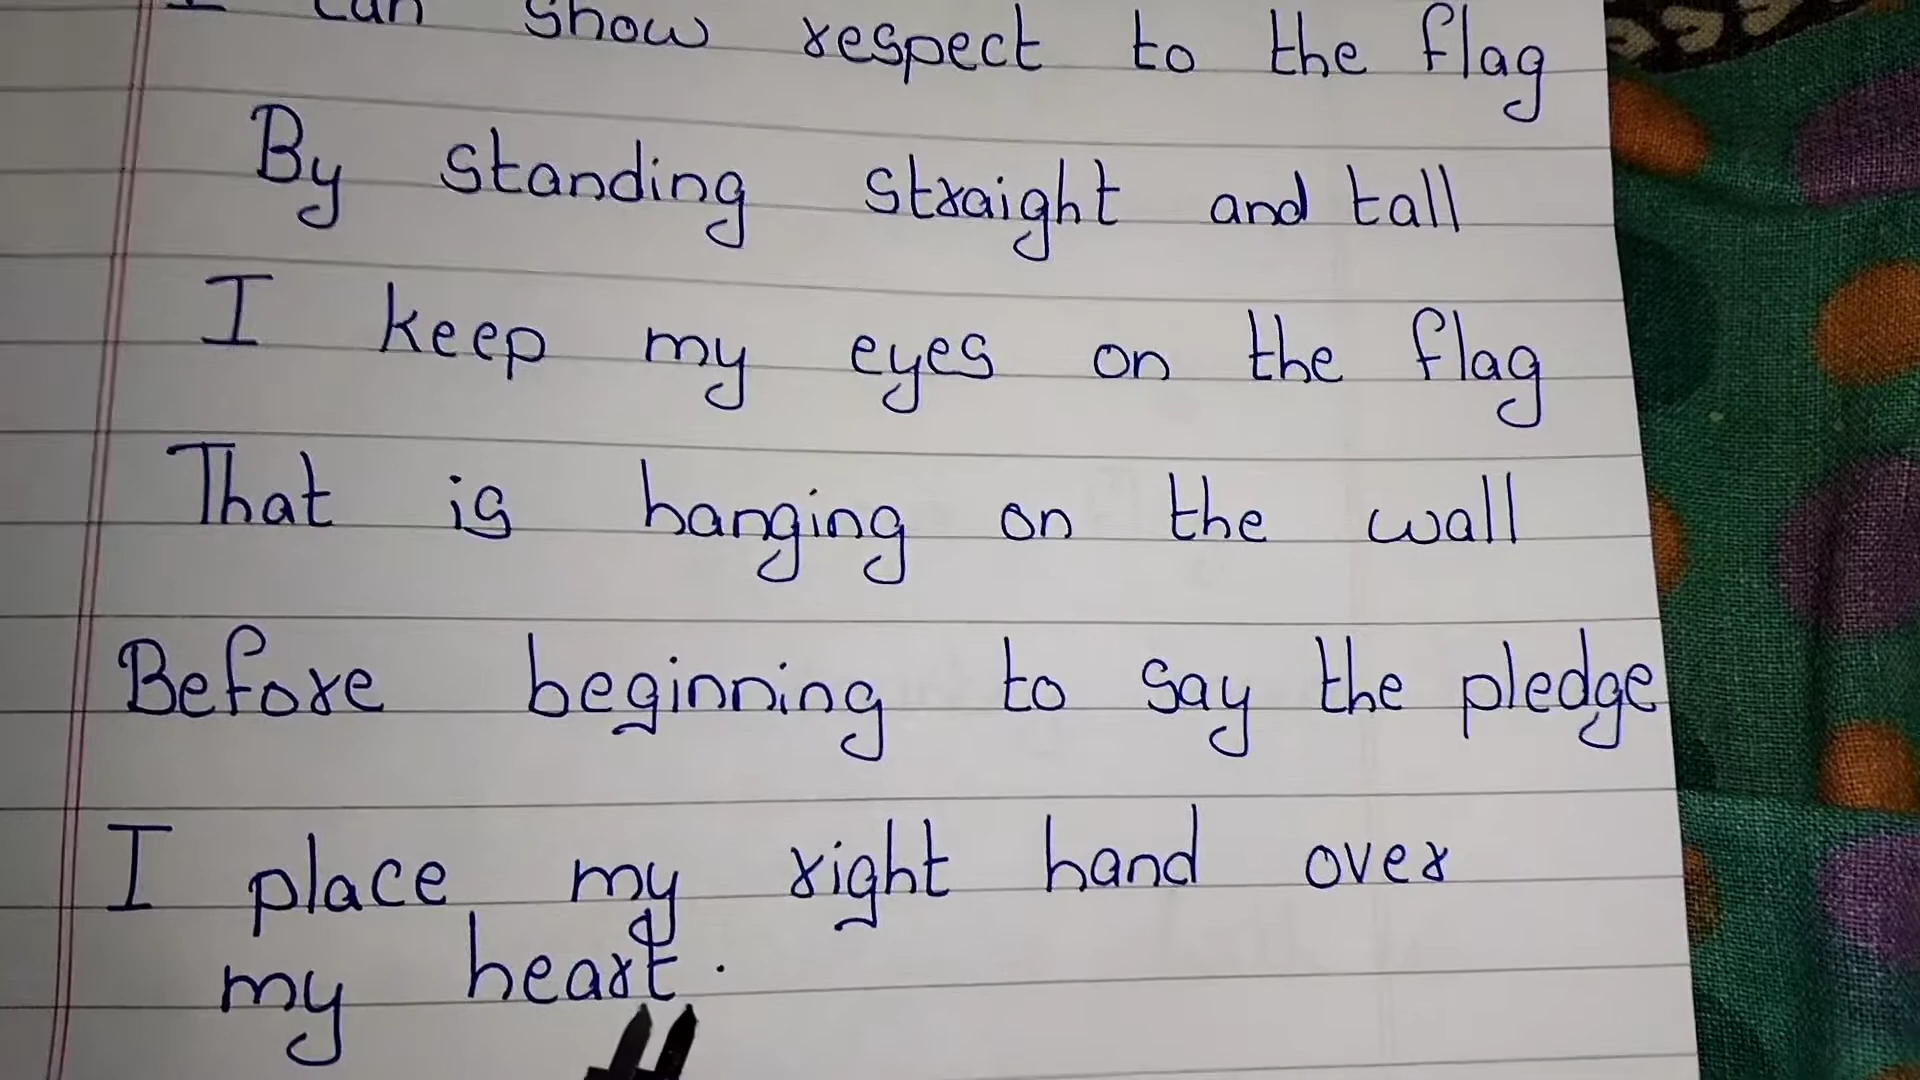 I can show respect to the flag
By standing straight and tall
I keep my eyes on the flag
That is hanging on the wall
Before beginning to say the pledge
I place my right hand over
my heart.